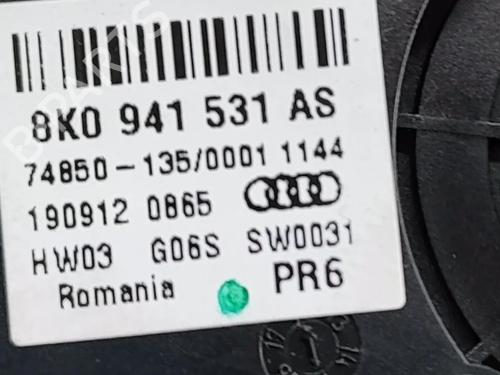 8K0 941 531 AS
74850-135/0001 1144
190912 0865
HW03 G06S SW0031
Romania PR6